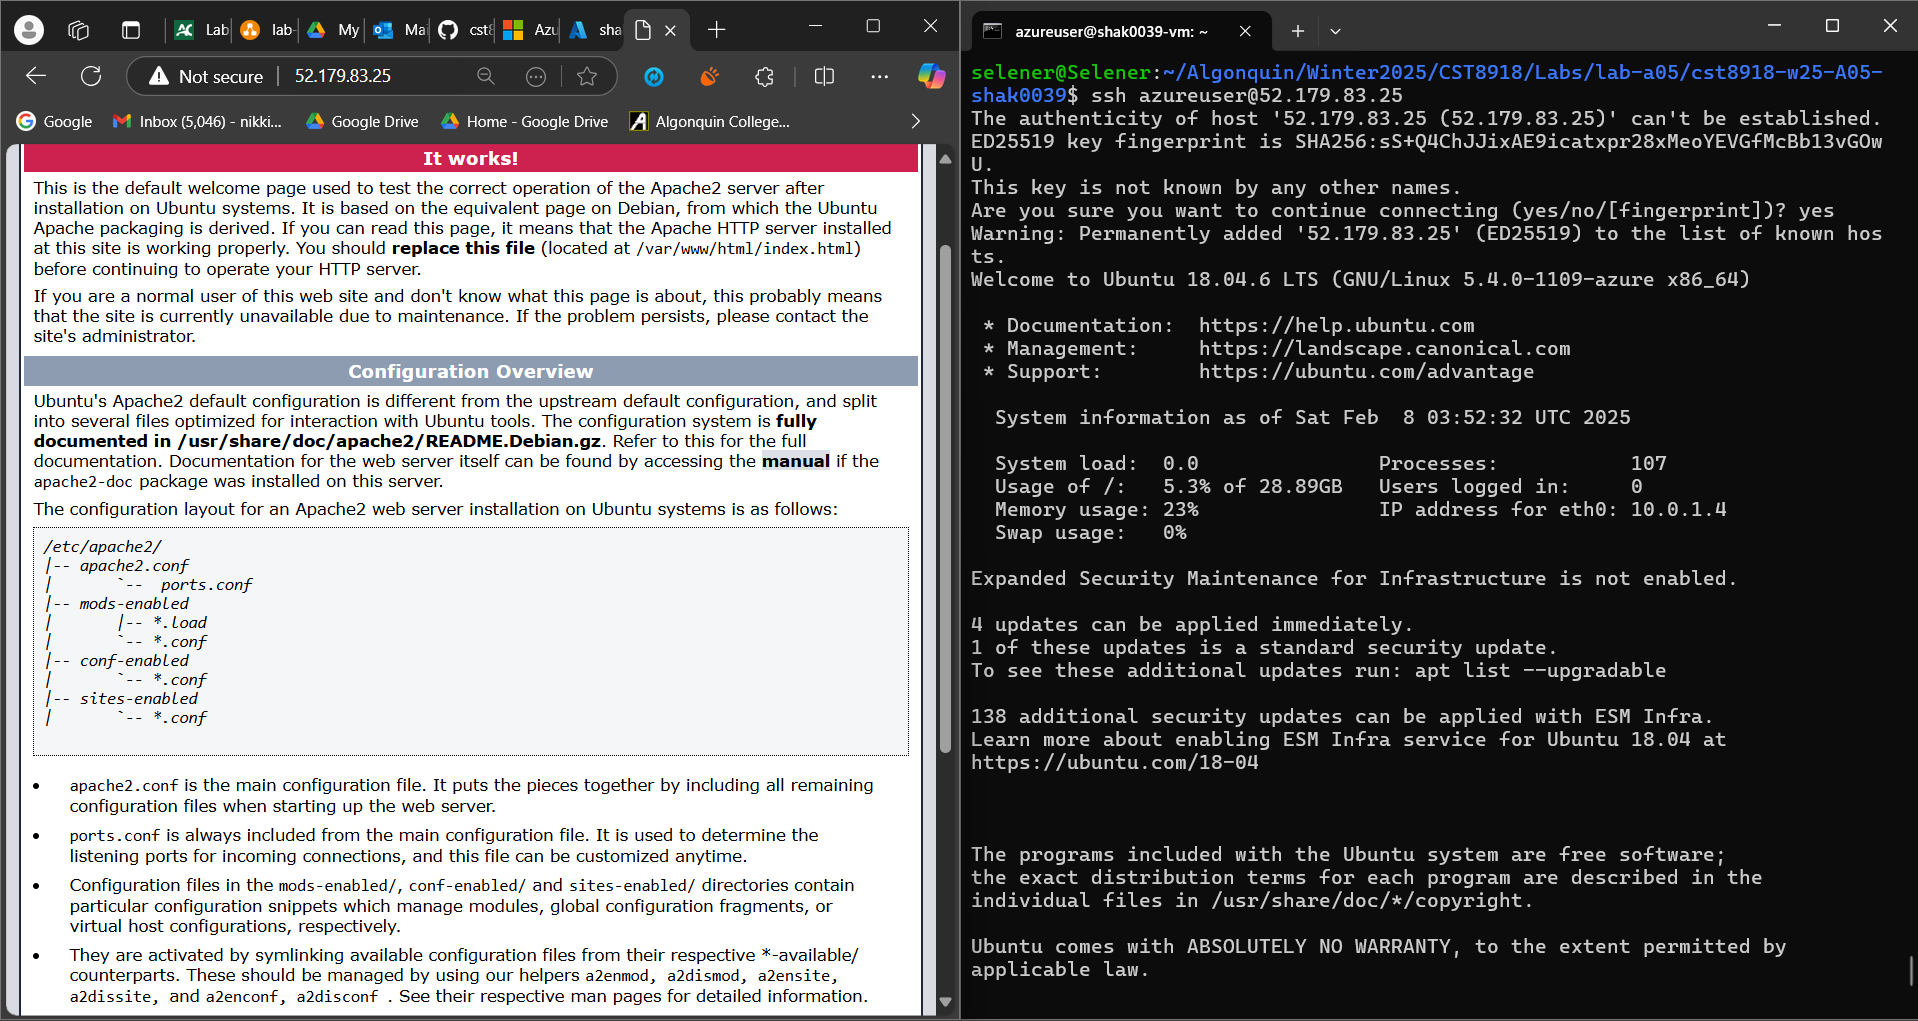 Lab
lab-
My
Ma
cst8
Azu
sha
Not secure
52.179.83.25
Google
Inbox (5,046) - nikki...
Google Drive
Home - Google Drive
Algonquin College...
It works!
This is the default welcome page used to test the correct operation of the Apache2 server after
installation on Ubuntu systems. It is based on the equivalent page on Debian, from which the Ubuntu
Apache packaging is derived. If you can read this page, it means that the Apache HTTP server installed
at this site is working properly. You should replace this file (located at /var/www/html/index.html)
before continuing to operate your HTTP server.
If you are a normal user of this web site and don't know what this page is about, this probably means
that the site is currently unavailable due to maintenance. If the problem persists, please contact the
site's administrator.
Configuration Overview
Ubuntu's Apache2 default configuration is different from the upstream default configuration, and split
into several files optimized for interaction with Ubuntu tools. The configuration system is fully
documented in /usr/share/doc/apache2/README.Debian.gz. Refer to this for the full
documentation. Documentation for the web server itself can be found by accessing the manual if the
apache2-doc package was installed on this server.
The configuration layout for an Apache2 web server installation on Ubuntu systems is as follows:
/etc/apache2/
|-- apache2.conf
|       `--  ports.conf
|-- mods-enabled
|       |-- *.load
|       `-- *.conf
|-- conf-enabled
|       `-- *.conf
|-- sites-enabled
|       `-- *.conf
• apache2.conf is the main configuration file. It puts the pieces together by including all remaining
configuration files when starting up the web server.
• ports.conf is always included from the main configuration file. It is used to determine the
listening ports for incoming connections, and this file can be customized anytime.
• Configuration files in the mods-enabled/, conf-enabled/ and sites-enabled/ directories contain
particular configuration snippets which manage modules, global configuration fragments, or
virtual host configurations, respectively.
• They are activated by symlinking available configuration files from their respective *-available/
counterparts. These should be managed by using our helpers a2enmod, a2dismod, a2ensite,
a2dissite, and a2enconf, a2disconf . See their respective man pages for detailed information.
azureuser@shak0039-vm: ~
selener@Selener:~/Algonquin/Winter2025/CST8918/Labs/lab-a05/cst8918-w25-A05-
shak0039$ ssh azureuser@52.179.83.25
The authenticity of host '52.179.83.25 (52.179.83.25)' can't be established.
ED25519 key fingerprint is SHA256:sS+Q4ChJJixAE9icatxpr28xMeoYEVGfMcBb13vGOw
U.
This key is not known by any other names.
Are you sure you want to continue connecting (yes/no/[fingerprint])? yes
Warning: Permanently added '52.179.83.25' (ED25519) to the list of known hos
ts.
Welcome to Ubuntu 18.04.6 LTS (GNU/Linux 5.4.0-1109-azure x86_64)
* Documentation:  https://help.ubuntu.com
* Management:     https://landscape.canonical.com
* Support:        https://ubuntu.com/advantage
System information as of Sat Feb  8 03:52:32 UTC 2025
System load:  0.0               Processes:           107
Usage of /:   5.3% of 28.89GB   Users logged in:     0
Memory usage: 23%               IP address for eth0: 10.0.1.4
Swap usage:   0%
Expanded Security Maintenance for Infrastructure is not enabled.
4 updates can be applied immediately.
1 of these updates is a standard security update.
To see these additional updates run: apt list --upgradable
138 additional security updates can be applied with ESM Infra.
Learn more about enabling ESM Infra service for Ubuntu 18.04 at
https://ubuntu.com/18-04
The programs included with the Ubuntu system are free software;
the exact distribution terms for each program are described in the
individual files in /usr/share/doc/*/copyright.
Ubuntu comes with ABSOLUTELY NO WARRANTY, to the extent permitted by
applicable law.